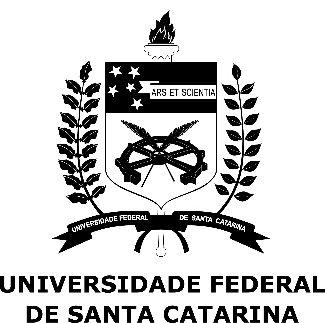 ARS ET SCIENTIA
UNIVERSIDADE FEDERAL DE SANTA CATARINA
UNIVERSIDADE FEDERAL
DE SANTA CATARINA